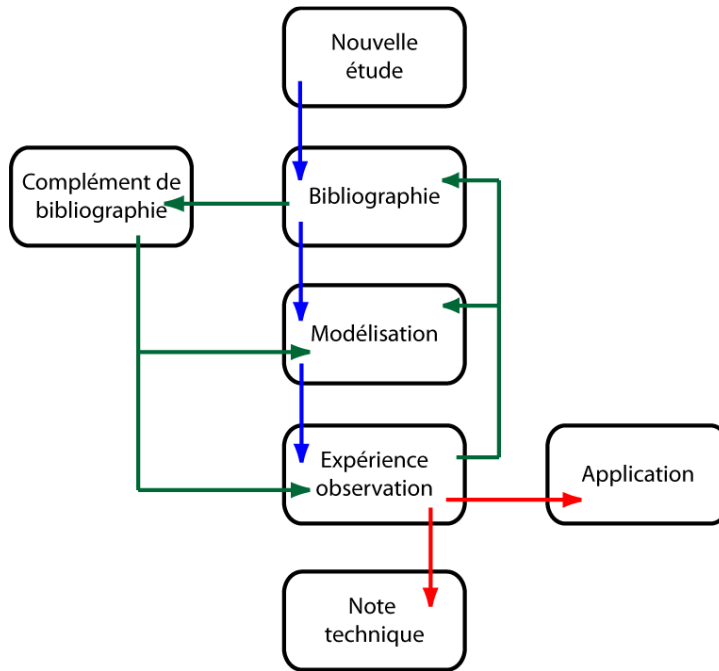 Nouvelle
étude
Complément de
bibliographie
Bibliographie
Modélisation
Expérience
observation
Application
Note
technique